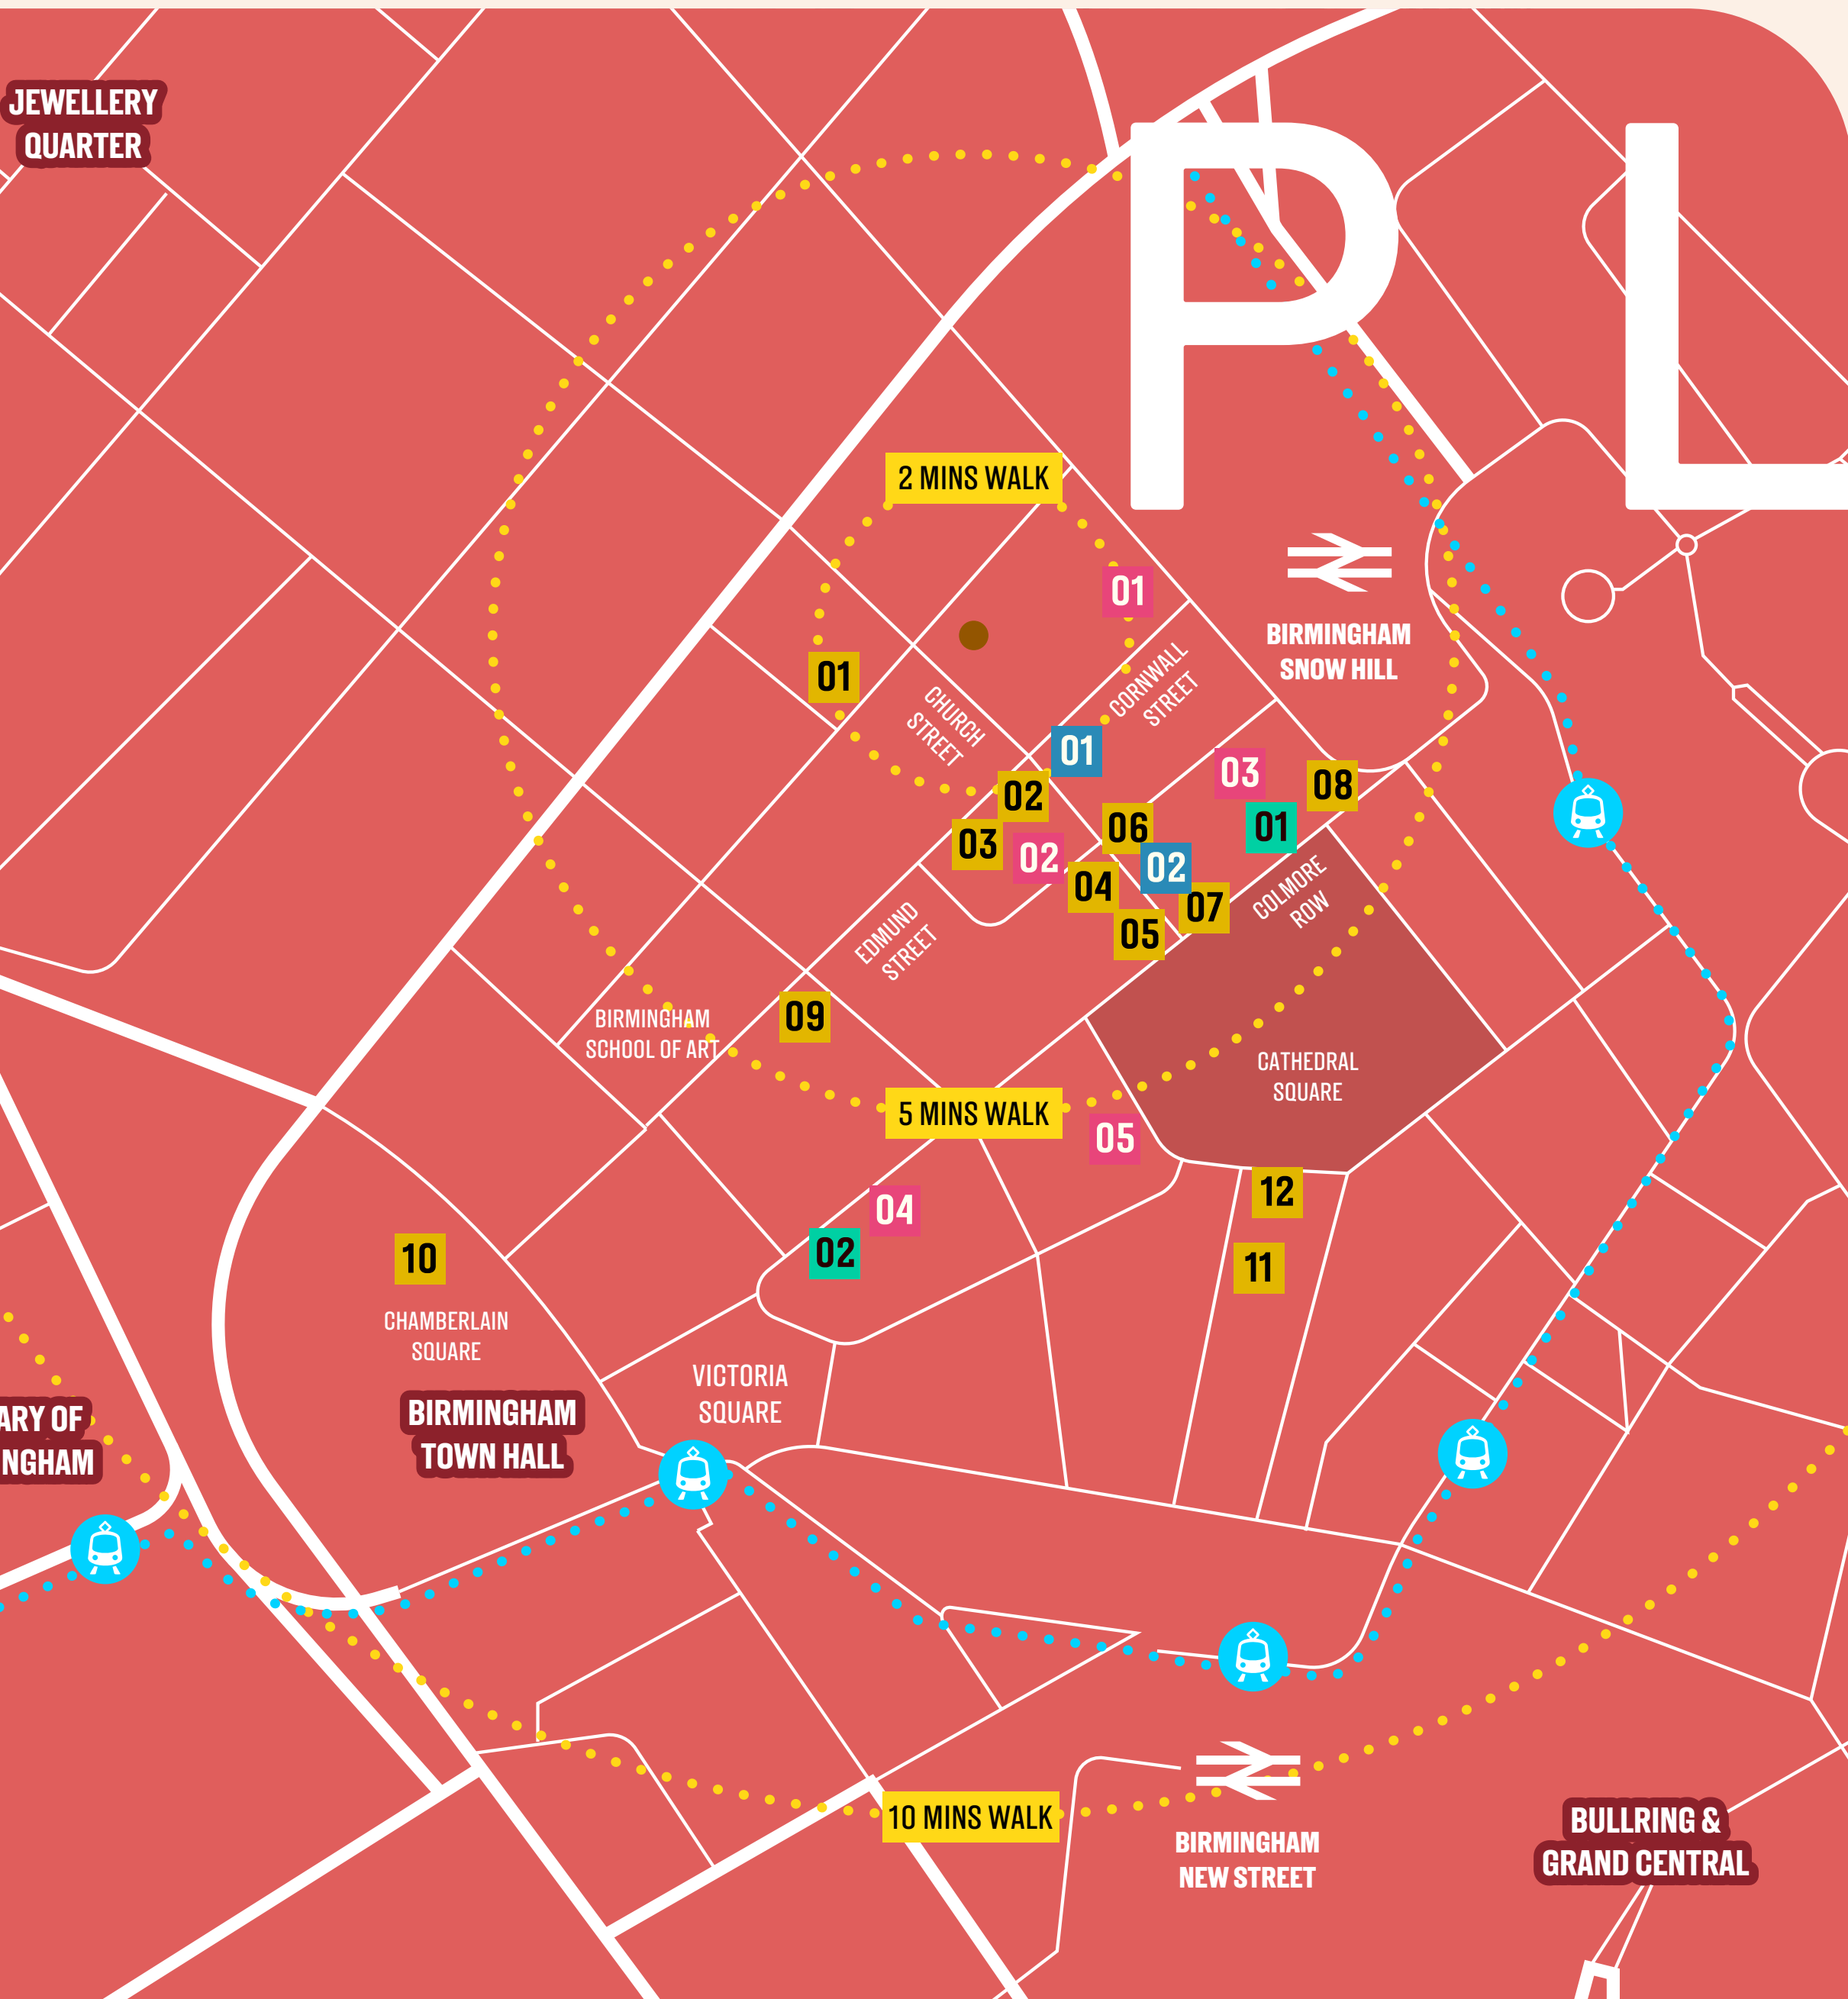 JEWELLERY
QUARTER
P L
2 MINS WALK
01
BIRMINGHAM
SNOW HILL
01
CORNWALL
STREET
CHURCH
STREET
01
03
08
02
06
01
03
02
02
04
07
COLMORE
ROW
05
EDMUND
STREET
09
BIRMINGHAM
SCHOOL OF ART
CATHEDRAL
SQUARE
5 MINS WALK
05
12
04
02
10
11
CHAMBERLAIN
SQUARE
VICTORIA
SQUARE
ARY OF
NGHAM
BIRMINGHAM
TOWN HALL
10 MINS WALK
BIRMINGHAM
NEW STREET
BULLRING &
GRAND CENTRAL